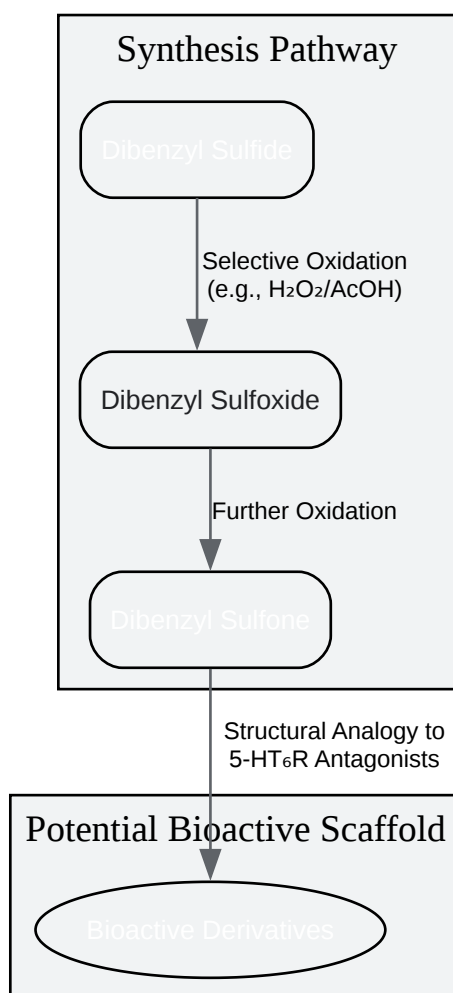 Synthesis Pathway
Dibenzyl Sulfide
Selective Oxidation
(e.g., H₂O₂/AcOH)
Dibenzyl Sulfoxide
Further Oxidation
Dibenzyl Sulfone
Structural Analogy to
5-HT₆R Antagonists
Potential Bioactive Scaffold
Bioactive Derivatives